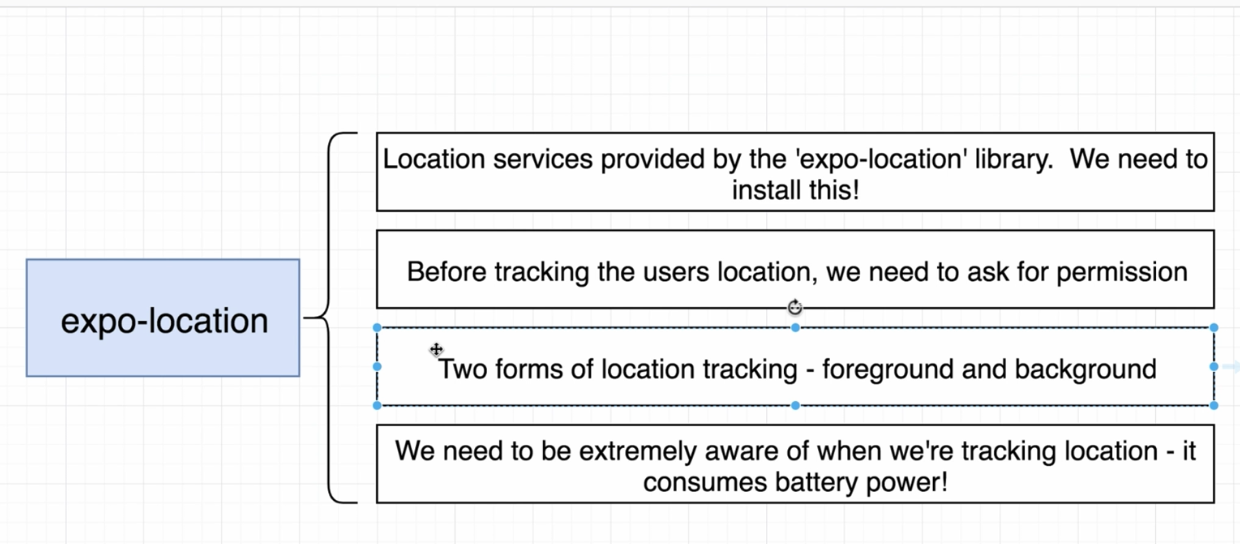 expo-location
Location services provided by the 'expo-location' library.  We need to
install this!
Before tracking the users location, we need to ask for permission
Two forms of location tracking - foreground and background
We need to be extremely aware of when we're tracking location - it
consumes battery power!